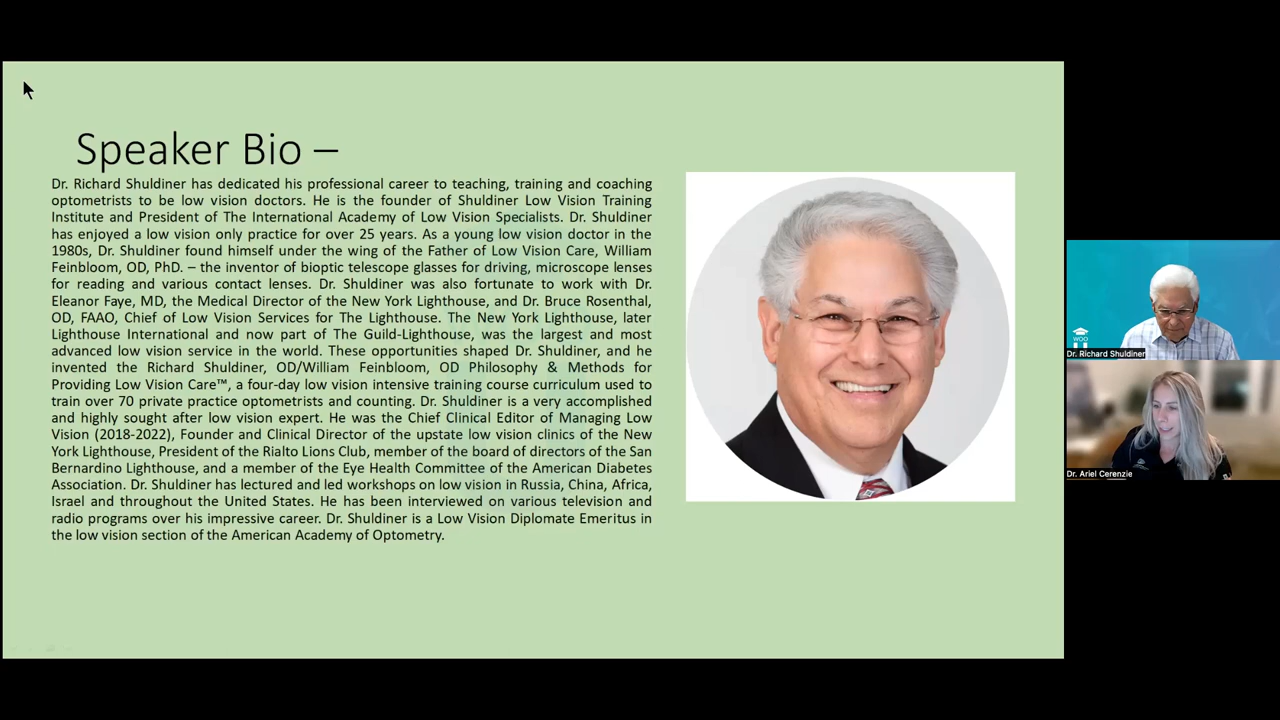 Speaker Bio –
Dr. Richard Shuldiner has dedicated his professional career to teaching, training and coaching
optometrists to be low vision doctors. He is the founder of Shuldiner Low Vision Training
Institute and President of The International Academy of Low Vision Specialists. Dr. Shuldiner
has enjoyed a low vision only practice for over 25 years. As a young low vision doctor in the
1980s, Dr. Shuldiner found himself under the wing of the Father of Low Vision Care, William
Feinbloom, OD, PhD. – the inventor of bioptic telescope glasses for driving, microscope lenses
for reading and various contact lenses. Dr. Shuldiner was also fortunate to work with Dr.
Eleanor Faye, MD, the Medical Director of the New York Lighthouse, and Dr. Bruce Rosenthal,
OD, FAAO, Chief of Low Vision Services for The Lighthouse. The New York Lighthouse, later
Lighthouse International and now part of The Guild-Lighthouse, was the largest and most
advanced low vision service in the world. These opportunities shaped Dr. Shuldiner, and he
invented the Richard Shuldiner, OD/William Feinbloom, OD Philosophy & Methods for
Providing Low Vision Care™, a four-day low vision intensive training course curriculum used to
train over 70 private practice optometrists and counting. Dr. Shuldiner is a very accomplished
and highly sought after low vision expert. He was the Chief Clinical Editor of Managing Low
Vision (2018-2022), Founder and Clinical Director of the upstate low vision clinics of the New
York Lighthouse, President of the Rialto Lions Club, member of the board of directors of the San
Bernardino Lighthouse, and a member of the Eye Health Committee of the American Diabetes
Association. Dr. Shuldiner has lectured and led workshops on low vision in Russia, China, Africa,
Israel and throughout the United States. He has been interviewed on various television and
radio programs over his impressive career. Dr. Shuldiner is a Low Vision Diplomate Emeritus in
the low vision section of the American Academy of Optometry.
WOO
U
Dr. Richard Shuldiner
Dr. Ariel Cerenzie